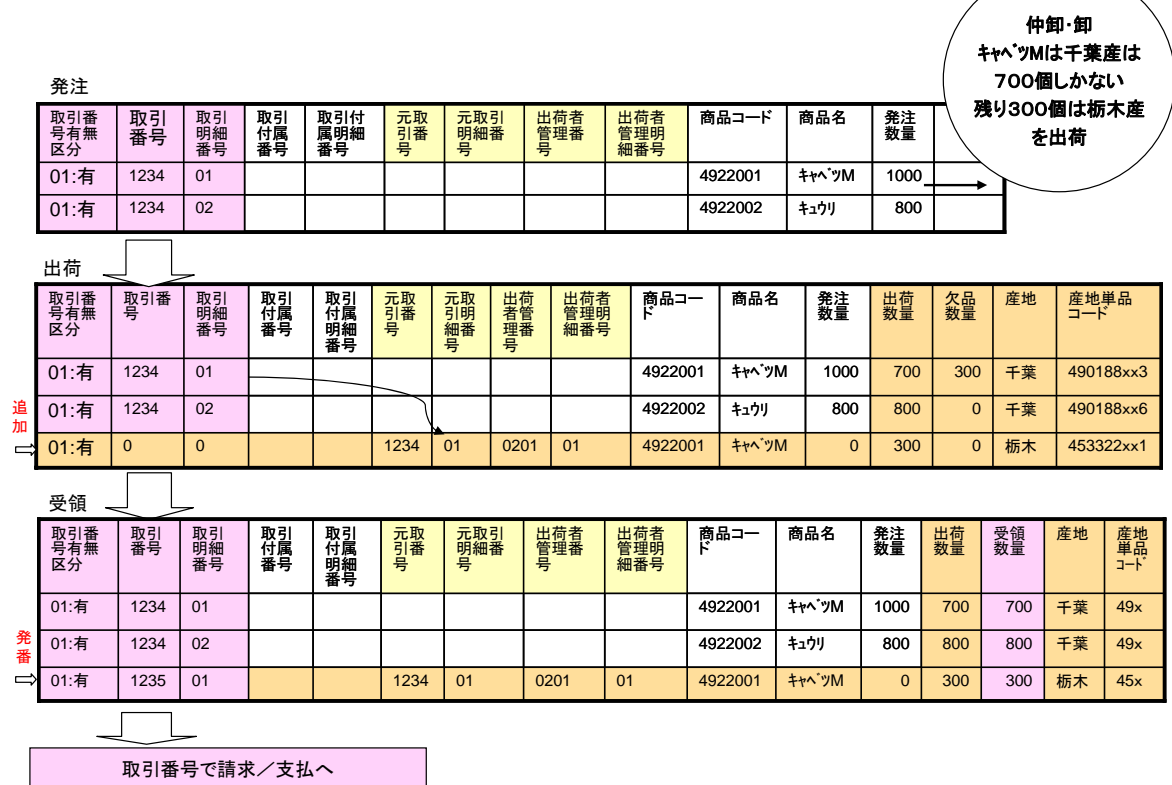 仲卸・卸
ｷｬﾍﾞﾂMは千葉産は
700個しかない
残り300個は栃木産
を出荷
発注
取引番号有無区分 取引番号 取引明細番号 取引付属番号 取引付属明細番号 元取引番号 元取引明細番号 出荷者管理番号 出荷者管理明細番号 商品コード 商品名 発注数量
01:有 1234 01 4922001 ｷｬﾍﾞﾂM 1000
01:有 1234 02 4922002 ｷｭｳﾘ 800
出荷
取引番号有無区分 取引番号 取引明細番号 取引付属番号 取引付属明細番号 元取引番号 元取引明細番号 出荷者管理番号 出荷者管理明細番号 商品コード 商品名 発注数量 出荷数量 欠品数量 産地 産地単品コード
01:有 1234 01 4922001 ｷｬﾍﾞﾂM 1000 700 300 千葉 490188xx3
01:有 1234 02 4922002 ｷｭｳﾘ 800 800 0 千葉 490188xx6
追加
01:有 0 0 1234 01 0201 01 4922001 ｷｬﾍﾞﾂM 0 300 0 栃木 453322xx1
受領
取引番号有無区分 取引番号 取引明細番号 取引付属番号 取引付属明細番号 元取引番号 元取引明細番号 出荷者管理番号 出荷者管理明細番号 商品コード 商品名 発注数量 出荷数量 受領数量 産地 産地単品ｺｰﾄﾞ
01:有 1234 01 4922001 ｷｬﾍﾞﾂM 1000 700 700 千葉 49x
01:有 1234 02 4922002 ｷｭｳﾘ 800 800 800 千葉 49x
発番
01:有 1235 01 1234 01 0201 01 4922001 ｷｬﾍﾞﾂM 0 300 300 栃木 45x
取引番号で請求／支払へ